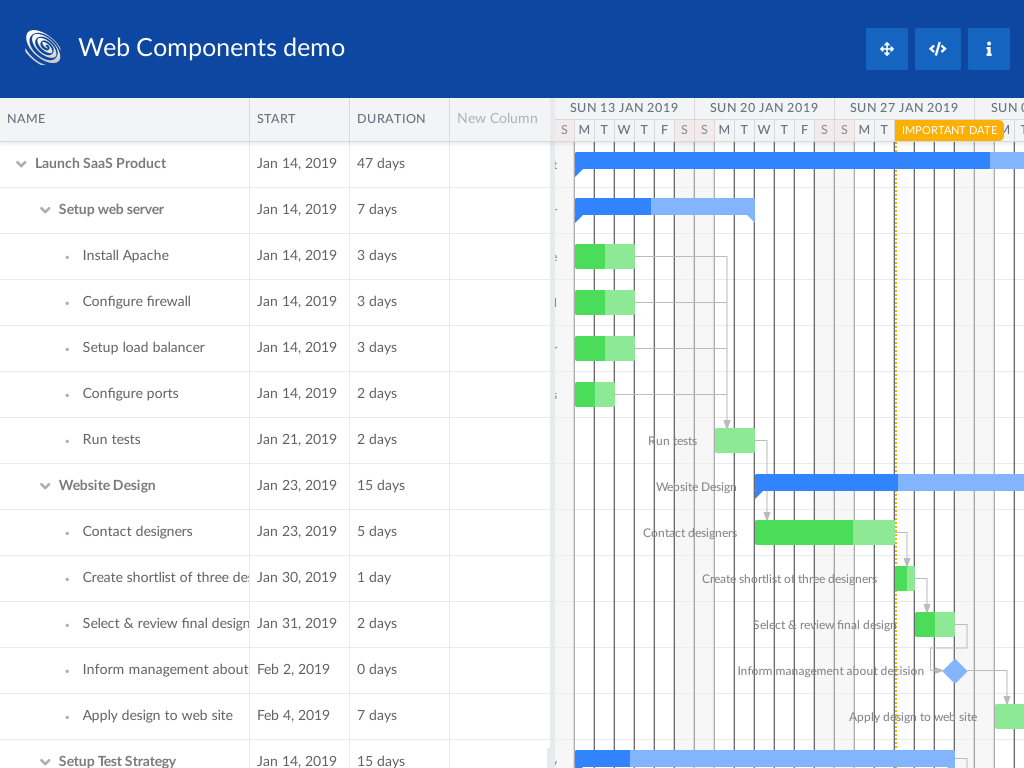 Web Components demo
NAME START DURATION New Column
SUN 13 JAN 2019 SUN 20 JAN 2019 SUN 27 JAN 2019 SUN
S M T W T F S S M T W T F S S M T IMPORTANT DATE M T
Launch SaaS Product Jan 14, 2019 47 days
Setup web server Jan 14, 2019 7 days
Install Apache Jan 14, 2019 3 days
Configure firewall Jan 14, 2019 3 days
Setup load balancer Jan 14, 2019 3 days
Configure ports Jan 14, 2019 2 days
Run tests Jan 21, 2019 2 days Run tests
Website Design Jan 23, 2019 15 days Website Design
Contact designers Jan 23, 2019 5 days Contact designers
Create shortlist of three des Jan 30, 2019 1 day Create shortlist of three designers
Select & review final design Jan 31, 2019 2 days Select & review final design
Inform management about Feb 2, 2019 0 days Inform management about decision
Apply design to web site Feb 4, 2019 7 days Apply design to web site
Setup Test Strategy Jan 14, 2019 15 days